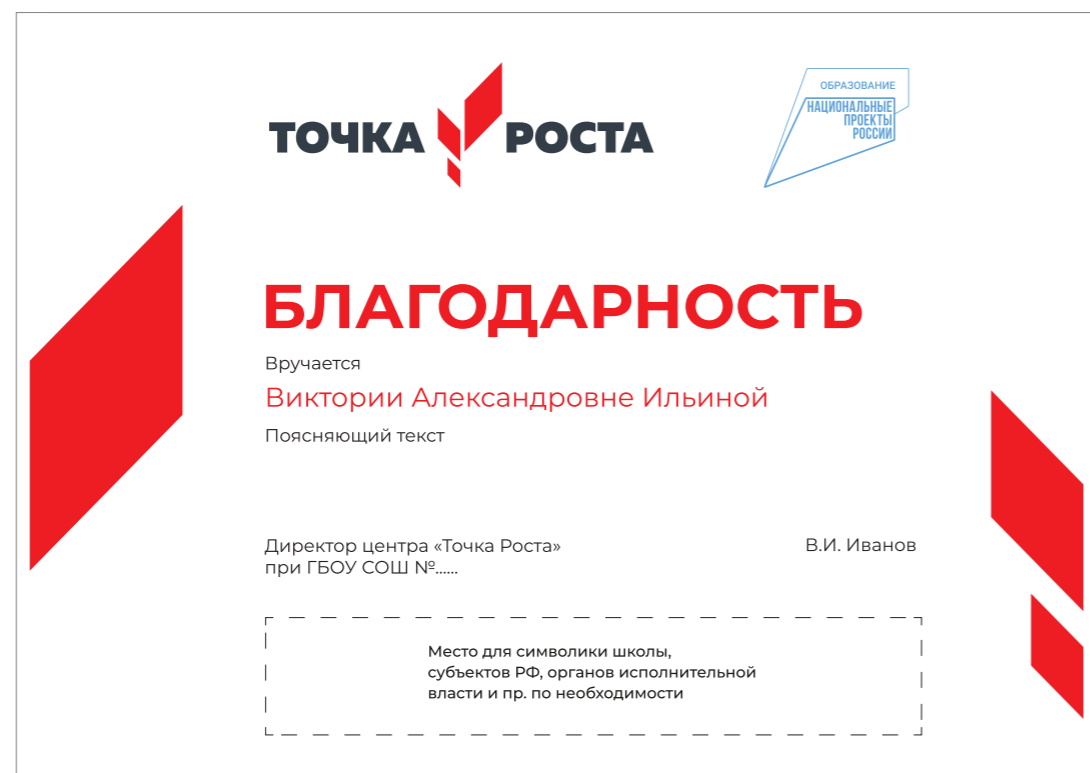 ТОЧКА РОСТА
ОБРАЗОВАНИЕ
НАЦИОНАЛЬНЫЕ
ПРОЕКТЫ
РОССИИ
БЛАГОДАРНОСТЬ
Вручается
Виктории Александровне Ильиной
Поясняющий текст
Директор центра «Точка Роста» В.И. Иванов
при ГБОУ СОШ №......
Место для символики школы,
субъектов РФ, органов исполнительной
власти и пр. по необходимости